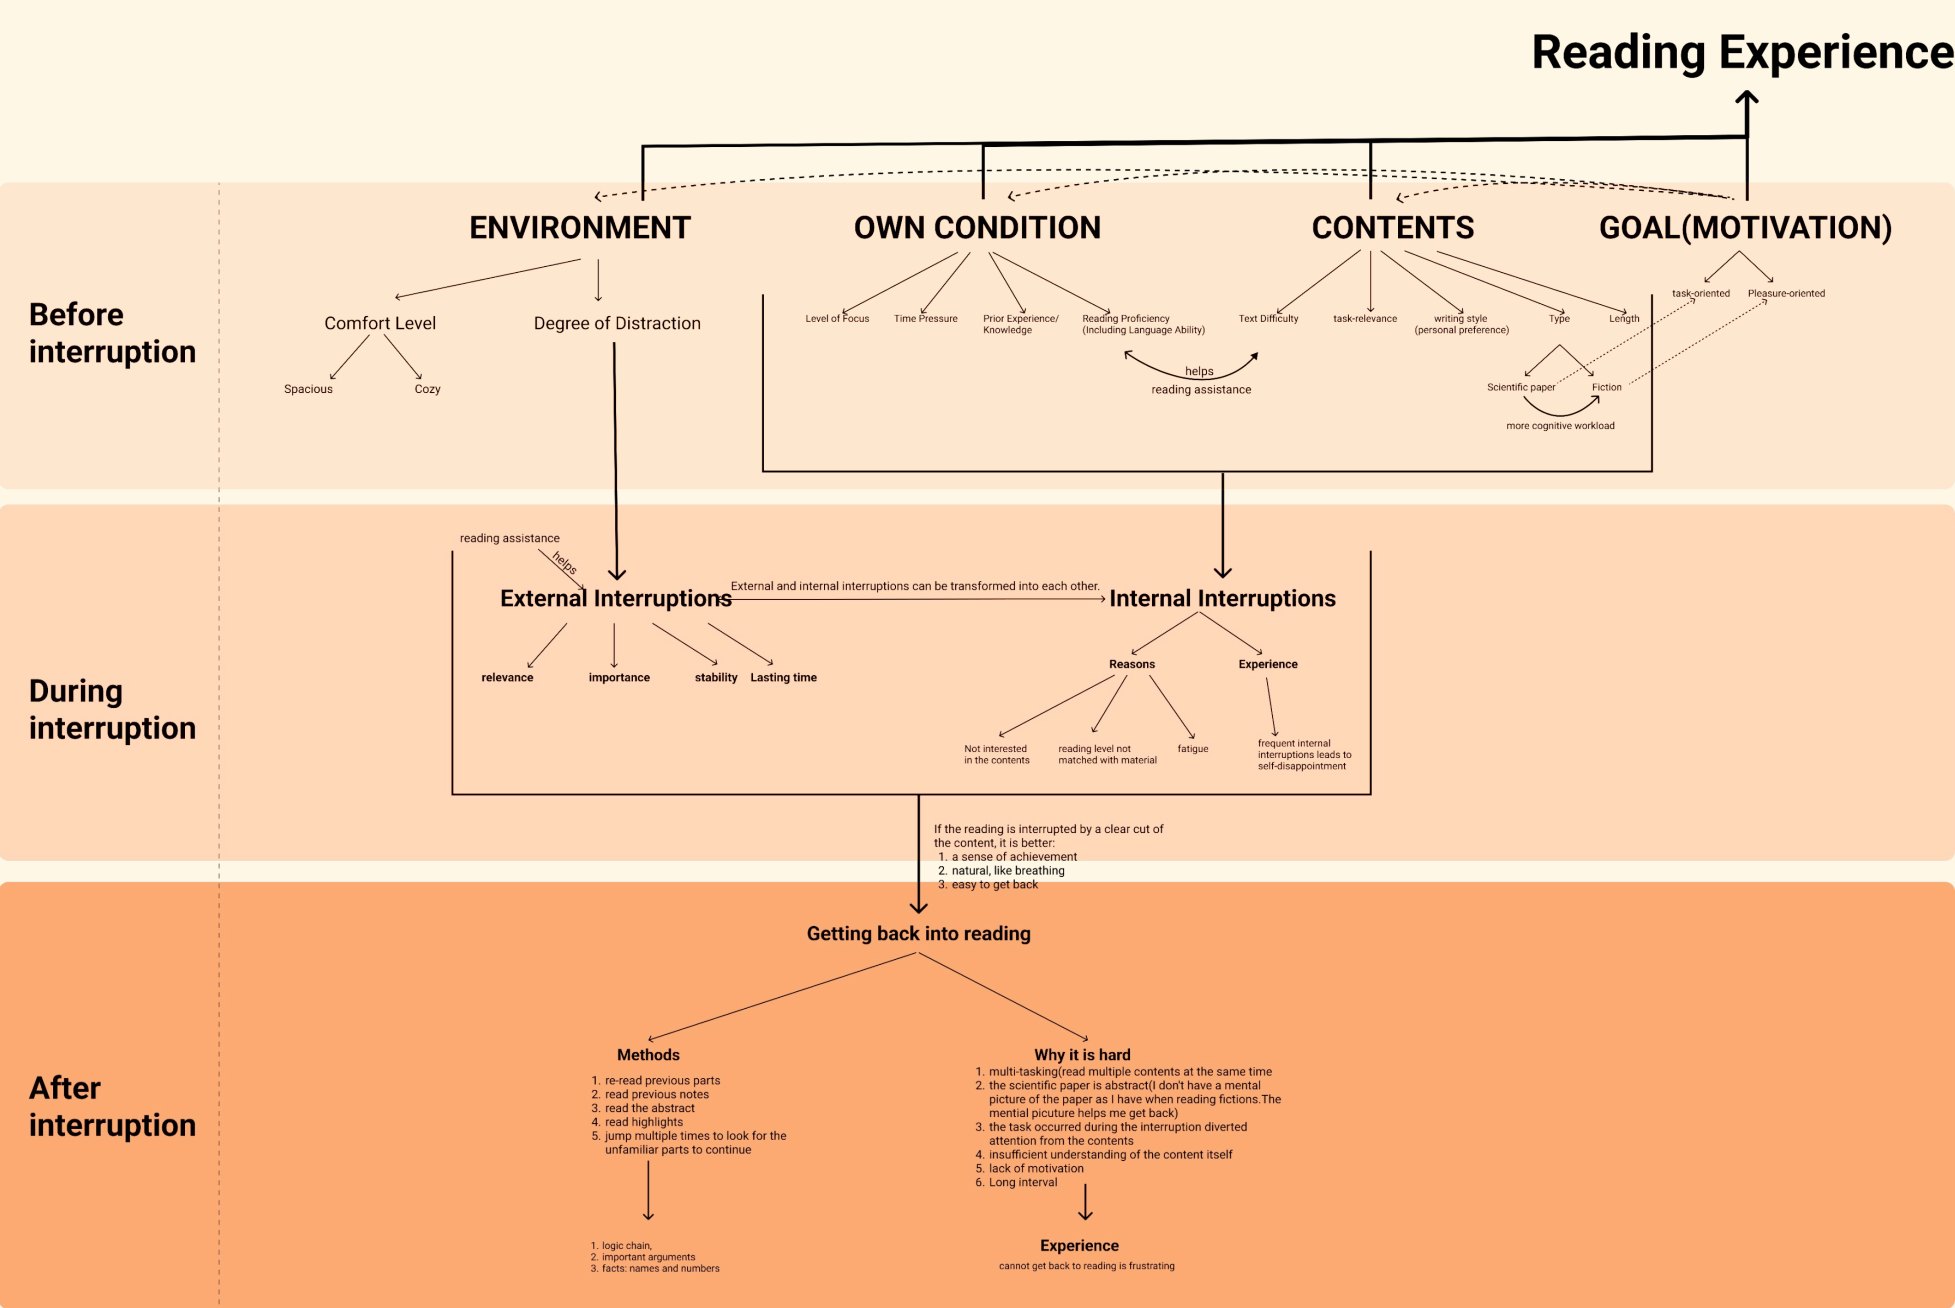 Reading Experience
ENVIRONMENT
OWN CONDITION
CONTENTS
GOAL(MOTIVATION)
Before
interruption
Comfort Level
Degree of Distraction
Spacious
Cozy
Level of Focus
Time Pressure
Prior Experience/
Knowledge
Reading Proficiency
(Including Language Ability)
helps
reading assistance
Text Difficulty
task-relevance
writing style
(personal preference)
Type
Length
Scientific paper
Fiction
more cognitive workload
task-oriented
Pleasure-oriented
During
interruption
reading assistance
helps
External Interruptions
External and internal interruptions can be transformed into each other.
Internal Interruptions
relevance
importance
stability
Lasting time
Reasons
Experience
Not interested
in the contents
reading level not
matched with material
fatigue
frequent internal
interruptions leads to
self-disappointment
If the reading is interrupted by a clear cut of
the content, it is better:
1. a sense of achievement
2. natural, like breathing
3. easy to get back
After
interruption
Getting back into reading
Methods
1. re-read previous parts
2. read previous notes
3. read the abstract
4. read highlights
5. jump multiple times to look for the
unfamiliar parts to continue
1. logic chain,
2. important arguments
3. facts: names and numbers
Why it is hard
1. multi-tasking(read multiple contents at the same time
2. the scientific paper is abstract(I don't have a mental
picture of the paper as I have when reading fictions.The
mential picuture helps me get back)
3. the task occurred during the interruption diverted
attention from the contents
4. insufficient understanding of the content itself
5. lack of motivation
6. Long interval
Experience
cannot get back to reading is frustrating